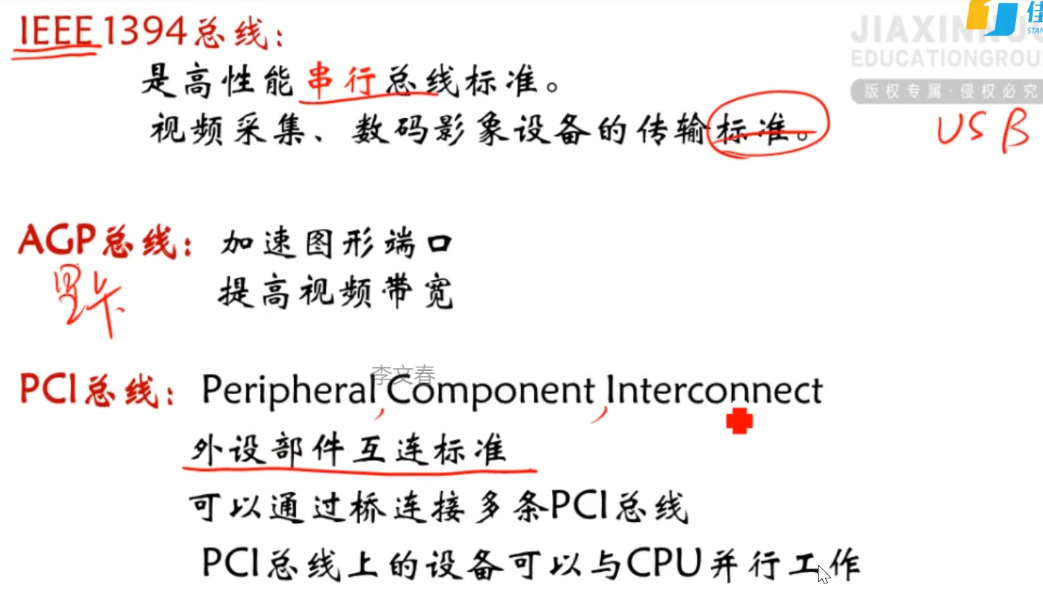 佳
STAN
JIAXINHUO
EDUCATIONGROU
版权专属·侵权必究
IEEE 1394总线：
是高性能串行总线标准。
视频采集、数码影象设备的传输标准。
USB
AGP总线：加速图形端口
显卡
提高视频带宽
李文春
PCI总线：Peripheral Component Interconnect
外设部件互连标准
可以通过桥连接多条PCI总线
PCI总线上的设备可以与CPU并行工作